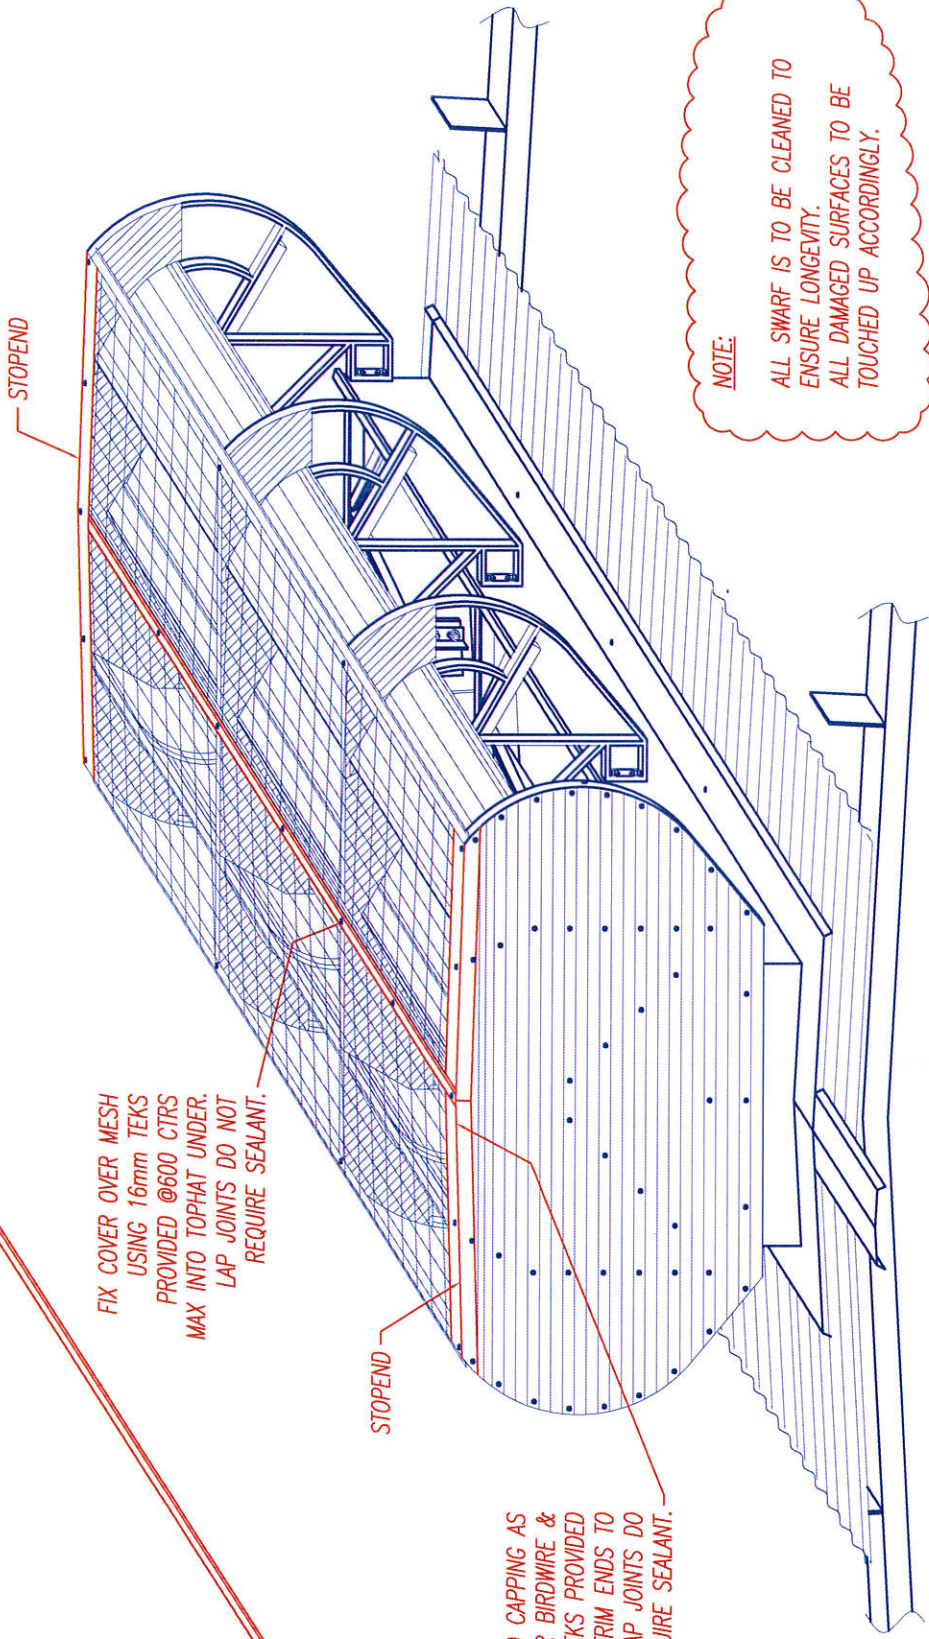 STOPEND
FIX COVER OVER MESH
USING 16mm TEKS
PROVIDED @600 CTRS
MAX INTO TOPHAT UNDER.
LAP JOINTS DO NOT
REQUIRE SEALANT.
STOPEND
CAPPING AS
BIRDWIRE &
PROVIDED
TRIM ENDS TO
JOINTS DO
SEALANT.
NOTE:
ALL SWARF IS TO BE CLEANED TO
ENSURE LONGEVITY.
ALL DAMAGED SURFACES TO BE
TOUCHED UP ACCORDINGLY.